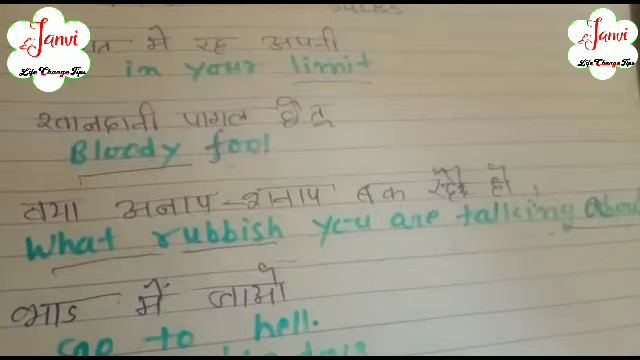 Janvi
Life Change Tips
Janvi
Life Change Tips
में रह अपनी
in your limit
खानदानी पागल है तू
Bloody fool
क्या अनाप-शनाप बक रहे हो,
What rubbish you are talking About
भाड में जाओ
Go to hell.